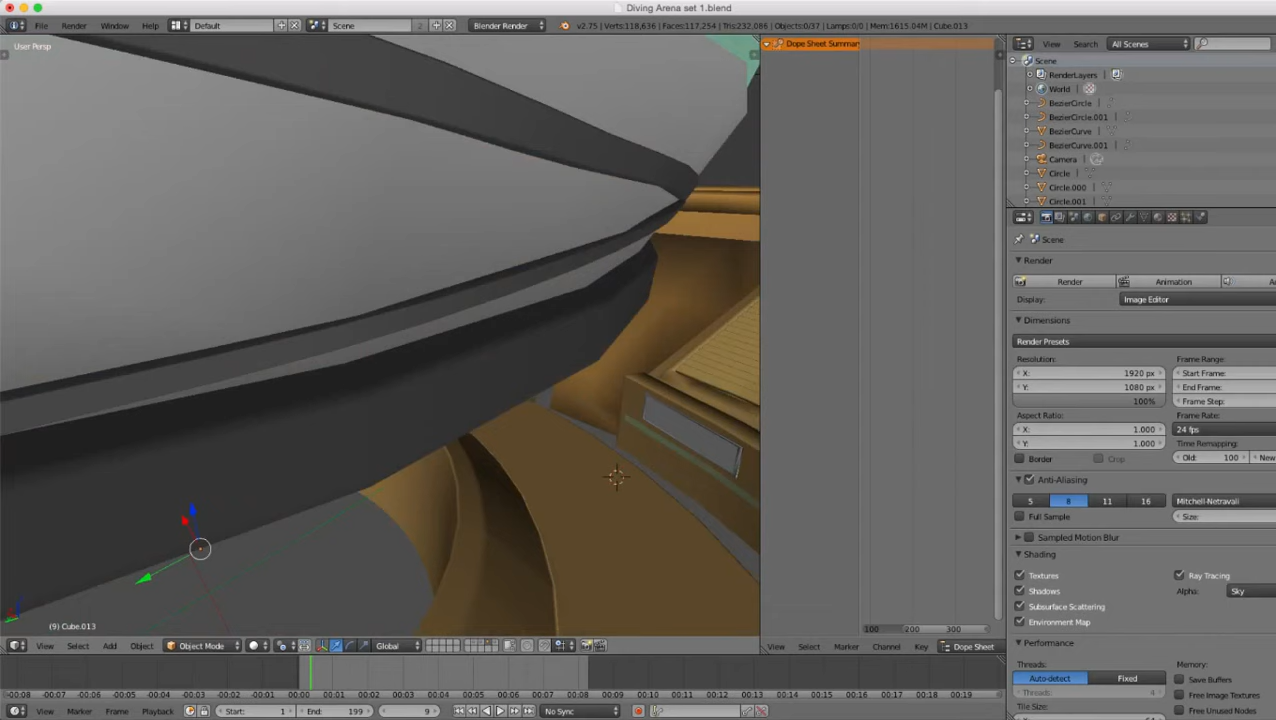 Diving Arena set 1.blend
File Render Window Help Default Scene 2 Blender Render v2.75 | Verts:118,636 | Faces:117,254 | Tris:232,086 | Objects:0/37 | Lamps:0/0 | Mem:1615.04M | Cube.013
User Persp
Dope Sheet Summary
View Search All Scenes
Scene
RenderLayers
World
BezierCircle
BezierCircle.001
BezierCurve
BezierCurve.001
Camera
Circle
Circle.000
Circle.001
Scene
Render
Render Animation
Display: Image Editor
Dimensions
Render Presets
Resolution: Frame Range:
X: 1920 px Start Frame:
Y: 1080 px End Frame:
100% Frame Step:
Aspect Ratio: Frame Rate:
X: 1.000 24 fps
Y: 1.000 Time Remapping:
Border Crop Old: 100 New
Anti-Aliasing
5 8 11 16 Mitchell-Netravali
Full Sample Size:
Sampled Motion Blur
Shading
Textures Ray Tracing
Shadows Alpha: Sky
Subsurface Scattering
Environment Map
Performance
Threads: Memory:
Auto-detect Fixed Save Buffers
Threads: 4 Free Image Textures
Tile Size: Free Unused Nodes
(9) Cube.013
100 200 300
View Select Add Object Object Mode Global
View Select Marker Channel Key Dope Sheet
-00:08 -00:07 -00:06 -00:05 -00:04 -00:03 -00:02 -00:01 00:00 00:01 00:02 00:03 00:04 00:05 00:06 00:07 00:08 00:09 00:10 00:11 00:12 00:13 00:14 00:15 00:16 00:17 00:18 00:19
View Marker Frame Playback Start: 1 End: 199 9 No Sync